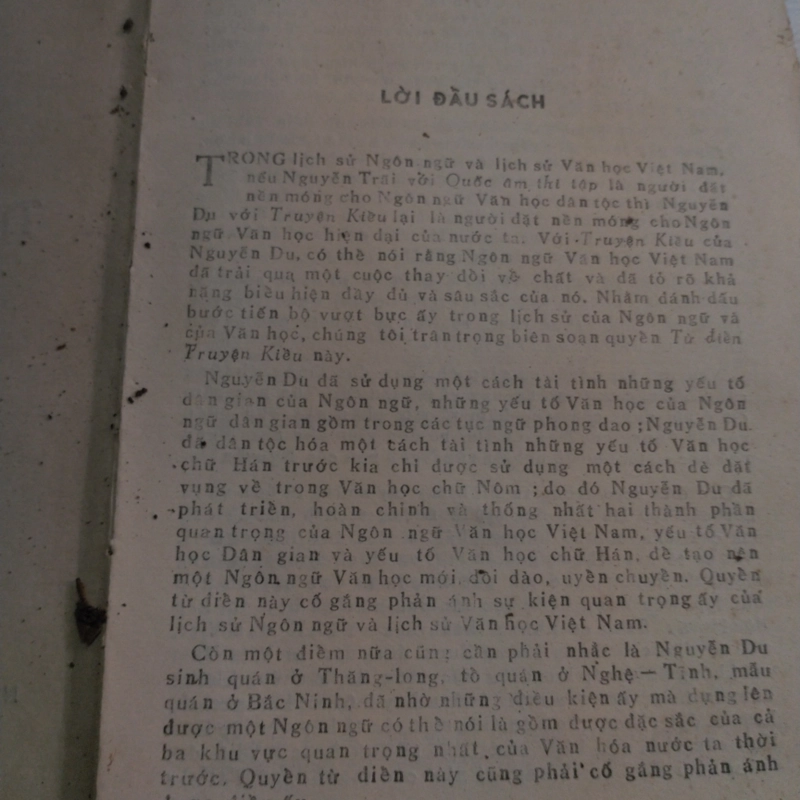 LỜI ĐẦU SÁCH
TRONG lịch sử Ngôn ngữ và lịch sử Văn học Việt Nam,
nếu Nguyễn Trãi với Quốc âm thi tập là người đặt
nền móng cho Ngôn ngữ Văn học dân tộc thì Nguyễn
Du với Truyện Kiều lại là người đặt nền móng cho Ngôn
ngữ Văn học hiện đại của nước ta. Với Truyện Kiều của
Nguyễn Du, có thể nói rằng Ngôn ngữ Văn học Việt Nam
đã trải qua một cuộc thay đổi về chất và đã tỏ rõ khả
năng biểu hiện đầy đủ và sâu sắc của nó. Nhằm đánh dấu
bước tiến bộ vượt bực ấy trong lịch sử của Ngôn ngữ và
của Văn học, chúng tôi trân trọng biên soạn quyển Từ điển
Truyện Kiều này.
Nguyễn Du đã sử dụng một cách tài tình những yếu tố
dân gian của Ngôn ngữ, những yếu tố Văn học của Ngôn
ngữ dân gian gồm trong các tục ngữ phong dao ; Nguyễn Du
đã dân tộc hóa một cách tài tình những yếu tố Văn học
chữ Hán trước kia chỉ được sử dụng một cách dè dặt
vụng về trong Văn học chữ Nôm ; do đó Nguyễn Du đã
phát triển, hoàn chỉnh và thống nhất hai thành phần
quan trọng của Ngôn ngữ Văn học Việt Nam, yếu tố Văn
học Dân gian và yếu tố Văn học chữ Hán, để tạo nên
một Ngôn ngữ Văn học mới, dồi dào, uyển chuyển. Quyển
từ điển này cố gắng phản ánh sự kiện quan trọng ấy của
lịch sử Ngôn ngữ và lịch sử Văn học Việt Nam.
Còn một điểm nữa cũng cần phải nhắc là Nguyễn Du
sinh quán ở Thăng-long, tổ quán ở Nghệ — Tĩnh, mẫu
quán ở Bắc Ninh, đã nhờ những điều kiện ấy mà dựng lên
được một Ngôn ngữ có thể nói là gồm được đặc sắc của cả
ba khu vực quan trọng nhất của Văn hóa nước ta thời
trước. Quyển từ điển này cũng phải cố gắng phản ánh